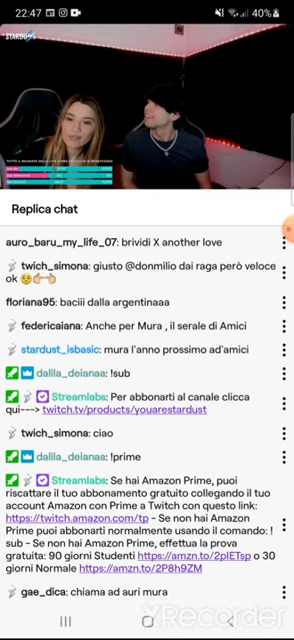 22:47
40%
STARDUST
Replica chat
auro_baru_my_life_07: brividi X another love
twich_simona: giusto @donmilio dai raga però veloce
ok 🥺👉👈
floriana95: baciii dalla argentinaaa
federicaiana: Anche per Mura , il serale di Amici
stardust_isbasic: mura l'anno prossimo ad'amici
dalila_deianaa: !sub
Streamlabs: Per abbonarti al canale clicca
qui---> twitch.tv/products/youarestardust
twich_simona: ciao
dalila_deianaa: !prime
Streamlabs: Se hai Amazon Prime, puoi
riscattare il tuo abbonamento gratuito collegando il tuo
account Amazon con Prime a Twitch con questo link:
https://twitch.amazon.com/tp - Se non hai Amazon
Prime puoi abbonarti normalmente usando il comando: !
sub - Se non hai Amazon Prime, effettua la prova
gratuita: 90 giorni Studenti https://amzn.to/2pIETsp o 30
giorni Normale https://amzn.to/2P8h9ZM
gae_dica: chiama ad auri mura
XRecorder